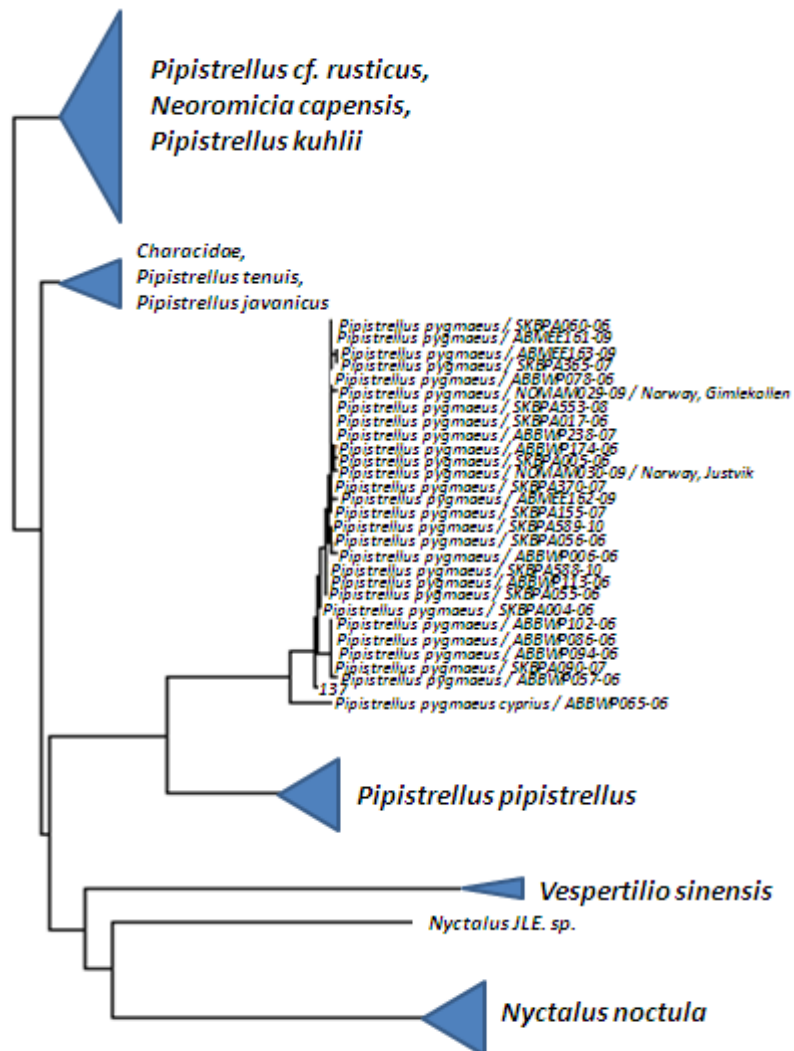 Pipistrellus cf. rusticus,
Neoromicia capensis,
Pipistrellus kuhlii
Characidae,
Pipistrellus tenuis,
Pipistrellus javanicus
Pipistrellus pygmaeus / SKBPA060-06
Pipistrellus pygmaeus / ABMEE161-09
Pipistrellus pygmaeus / ABMEE163-09
Pipistrellus pygmaeus / SKBPA365-07
Pipistrellus pygmaeus / ABBWP078-06
Pipistrellus pygmaeus / NOMAM029-09 / Norway, Gimlekollen
Pipistrellus pygmaeus / SKBPA553-08
Pipistrellus pygmaeus / SKBPA017-06
Pipistrellus pygmaeus / ABBWP238-07
Pipistrellus pygmaeus / ABBWP174-06
Pipistrellus pygmaeus / SKBPA005-06
Pipistrellus pygmaeus / NOMAM030-09 / Norway, Justvik
Pipistrellus pygmaeus / SKBPA370-07
Pipistrellus pygmaeus / ABMEE162-09
Pipistrellus pygmaeus / SKBPA155-07
Pipistrellus pygmaeus / SKBPA589-10
Pipistrellus pygmaeus / SKBPA056-06
Pipistrellus pygmaeus / ABBWP006-06
Pipistrellus pygmaeus / SKBPA588-10
Pipistrellus pygmaeus / ABBWP113-06
Pipistrellus pygmaeus / SKBPA055-06
Pipistrellus pygmaeus / SKBPA004-06
Pipistrellus pygmaeus / ABBWP102-06
Pipistrellus pygmaeus / ABBWP086-06
Pipistrellus pygmaeus / ABBWP094-06
Pipistrellus pygmaeus / SKBPA090-07
Pipistrellus pygmaeus / ABBWP057-06
137
Pipistrellus pygmaeus cyprius / ABBWP065-06
Pipistrellus pipistrellus
Vespertilio sinensis
Nyctalus JLE. sp.
Nyctalus noctula